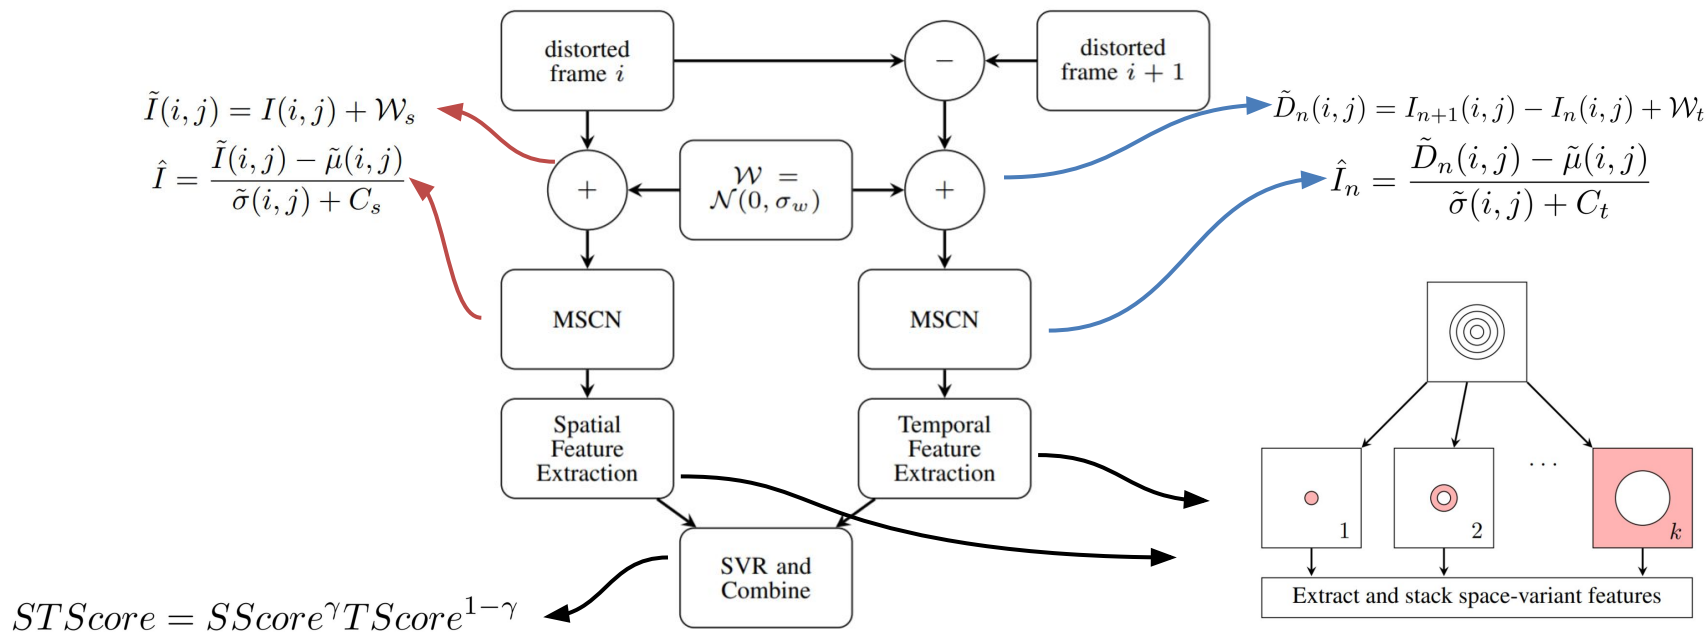 distorted
frame i
−
distorted
frame i + 1
Ĩ(i, j) = I(i, j) + 𝒲_s
Î = \frac{Ĩ(i, j) − μ̃(i, j)}{σ̃(i, j) + C_s}
+
𝒲 =
𝒩(0, σ_w)
+
D̃_n(i, j) = I_{n+1}(i, j) − I_n(i, j) + 𝒲_t
Î_n = \frac{D̃_n(i, j) − μ̃(i, j)}{σ̃(i, j) + C_t}
MSCN
MSCN
Spatial
Feature
Extraction
Temporal
Feature
Extraction
SVR and
Combine
STScore = SScore^γ TScore^{1−γ}
· · ·
1
2
k
Extract and stack space-variant features